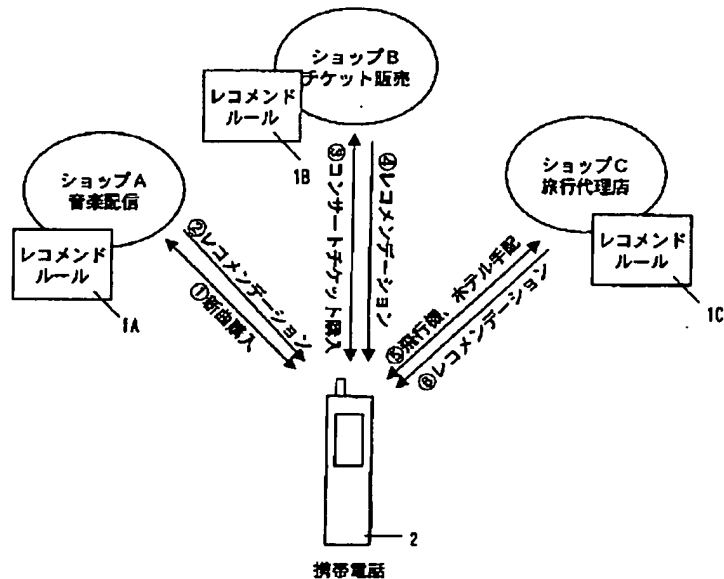 ショップB
チケット販売
レコメンド
ルール
1B
ショップA
音楽配信
レコメンド
ルール
1A
ショップC
旅行代理店
レコメンド
ルール
1C
①新曲購入
②レコメンデーション
③コンサートチケット購入
④レコメンデーション
⑤飛行機、ホテル手配
⑥レコメンデーション
2
携帯電話